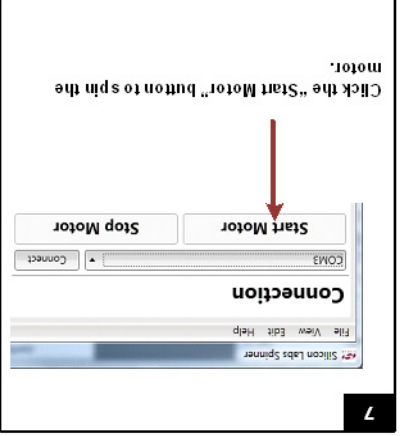 7
Silicon Labs Spinner
File View Edit Help
Connection
COM3 Connect
Start Motor Stop Motor
Click the "Start Motor" button to spin the
motor.